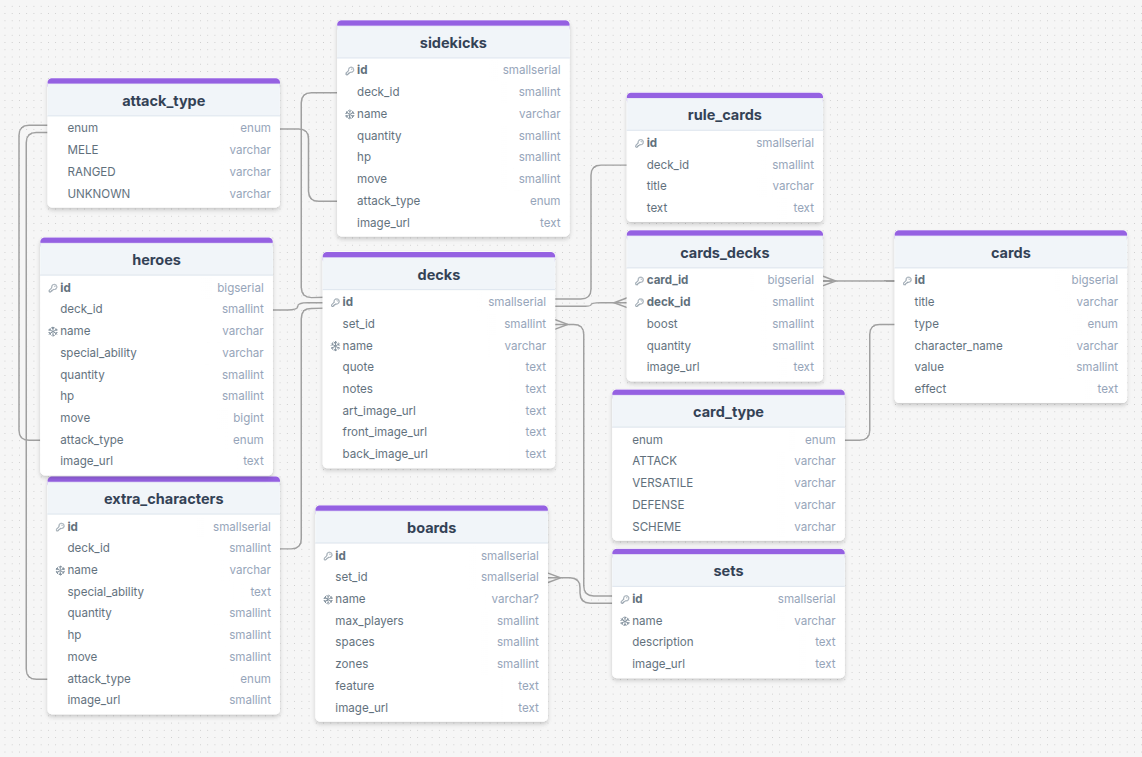 sidekicks
id smallserial
deck_id smallint
name varchar
quantity smallint
hp smallint
move smallint
attack_type enum
image_url text
attack_type
enum enum
MELE varchar
RANGED varchar
UNKNOWN varchar
rule_cards
id smallserial
deck_id smallint
title varchar
text text
heroes
id bigserial
deck_id smallint
name varchar
special_ability varchar
quantity smallint
hp smallint
move bigint
attack_type enum
image_url text
decks
id smallserial
set_id smallint
name varchar
quote text
notes text
art_image_url text
front_image_url text
back_image_url text
cards_decks
card_id bigserial
deck_id smallint
boost smallint
quantity smallint
image_url text
cards
id bigserial
title varchar
type enum
character_name varchar
value smallint
effect text
card_type
enum enum
ATTACK varchar
VERSATILE varchar
DEFENSE varchar
SCHEME varchar
extra_characters
id smallserial
deck_id smallint
name varchar
special_ability text
quantity smallint
hp smallint
move smallint
attack_type enum
image_url smallint
boards
id smallserial
set_id smallserial
name varchar?
max_players smallint
spaces smallint
zones smallint
feature text
image_url text
sets
id smallserial
name varchar
description text
image_url text